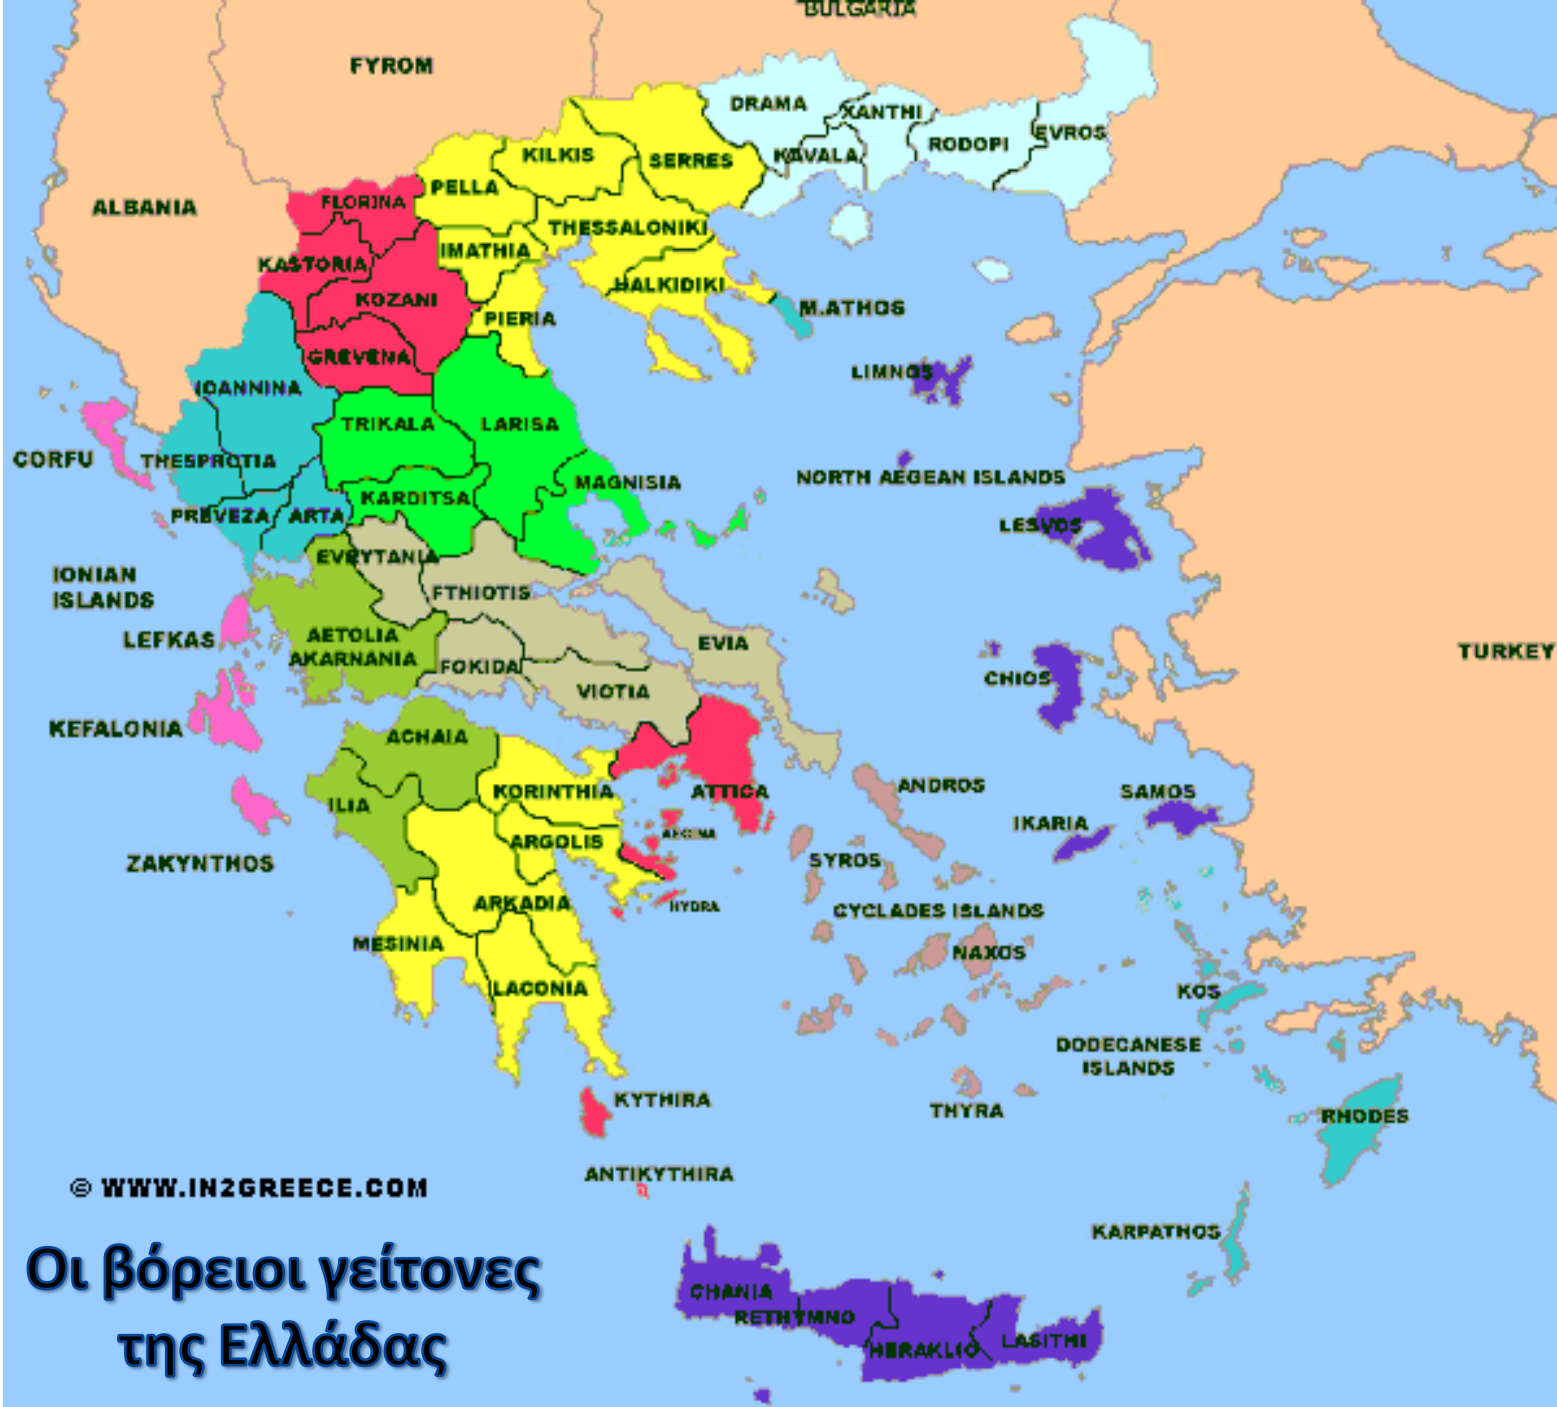 BULGARIA
FYROM
DRAMA
XANTHI
EVROS
RODOPI
KAVALA
KILKIS
SERRES
PELLA
ALBANIA
FLORINA
THESSALONIKI
IMATHIA
KASTORIA
HALKIDIKI
KOZANI
M.ATHOS
PIERIA
GREVENA
LIMNOS
IOANNINA
TRIKALA
LARISA
CORFU
THESPROTIA
NORTH AEGEAN ISLANDS
MAGNISIA
KARDITSA
PREVEZA
ARTA
LESVOS
EVRYTANIA
IONIAN
ISLANDS
FTHIOTIS
LEFKAS
AETOLIA
AKARNANIA
EVIA
TURKEY
FOKIDA
CHIOS
VIOTIA
KEFALONIA
ACHAIA
ANDROS
KORINTHIA
ATTICA
SAMOS
ILIA
IKARIA
AEGINA
ARGOLIS
SYROS
ZAKYNTHOS
ARKADIA
HYDRA
CYCLADES ISLANDS
MESINIA
NAXOS
LACONIA
KOS
DODECANESE
ISLANDS
KYTHIRA
THYRA
RHODES
ANTIKYTHIRA
© WWW.IN2GREECE.COM
KARPATHOS
Οι βόρειοι γείτονες
της Ελλάδας
CHANIA
RETHYMNO
HERAKLIO
LASITHI